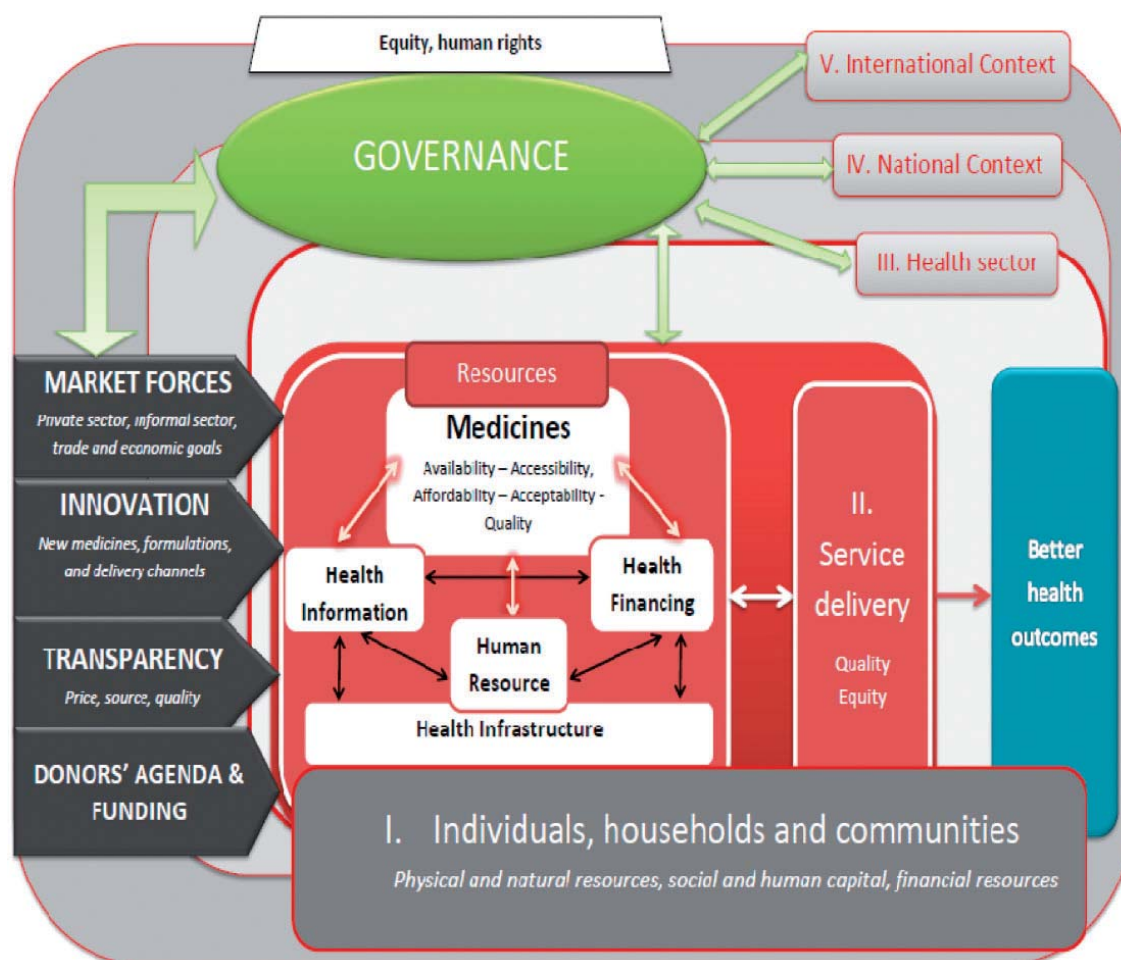 Equity, human rights
GOVERNANCE
V. International Context
IV. National Context
III. Health sector
MARKET FORCES
Private sector, informal sector,
trade and economic goals
INNOVATION
New medicines, formulations,
and delivery channels
TRANSPARENCY
Price, source, quality
DONORS’ AGENDA &
FUNDING
Resources
Medicines
Availability – Accessibility,
Affordability – Acceptability -
Quality
Health
Information
Health
Financing
Human
Resource
Health Infrastructure
II.
Service
delivery
Quality
Equity
Better
health
outcomes
I. Individuals, households and communities
Physical and natural resources, social and human capital, financial resources